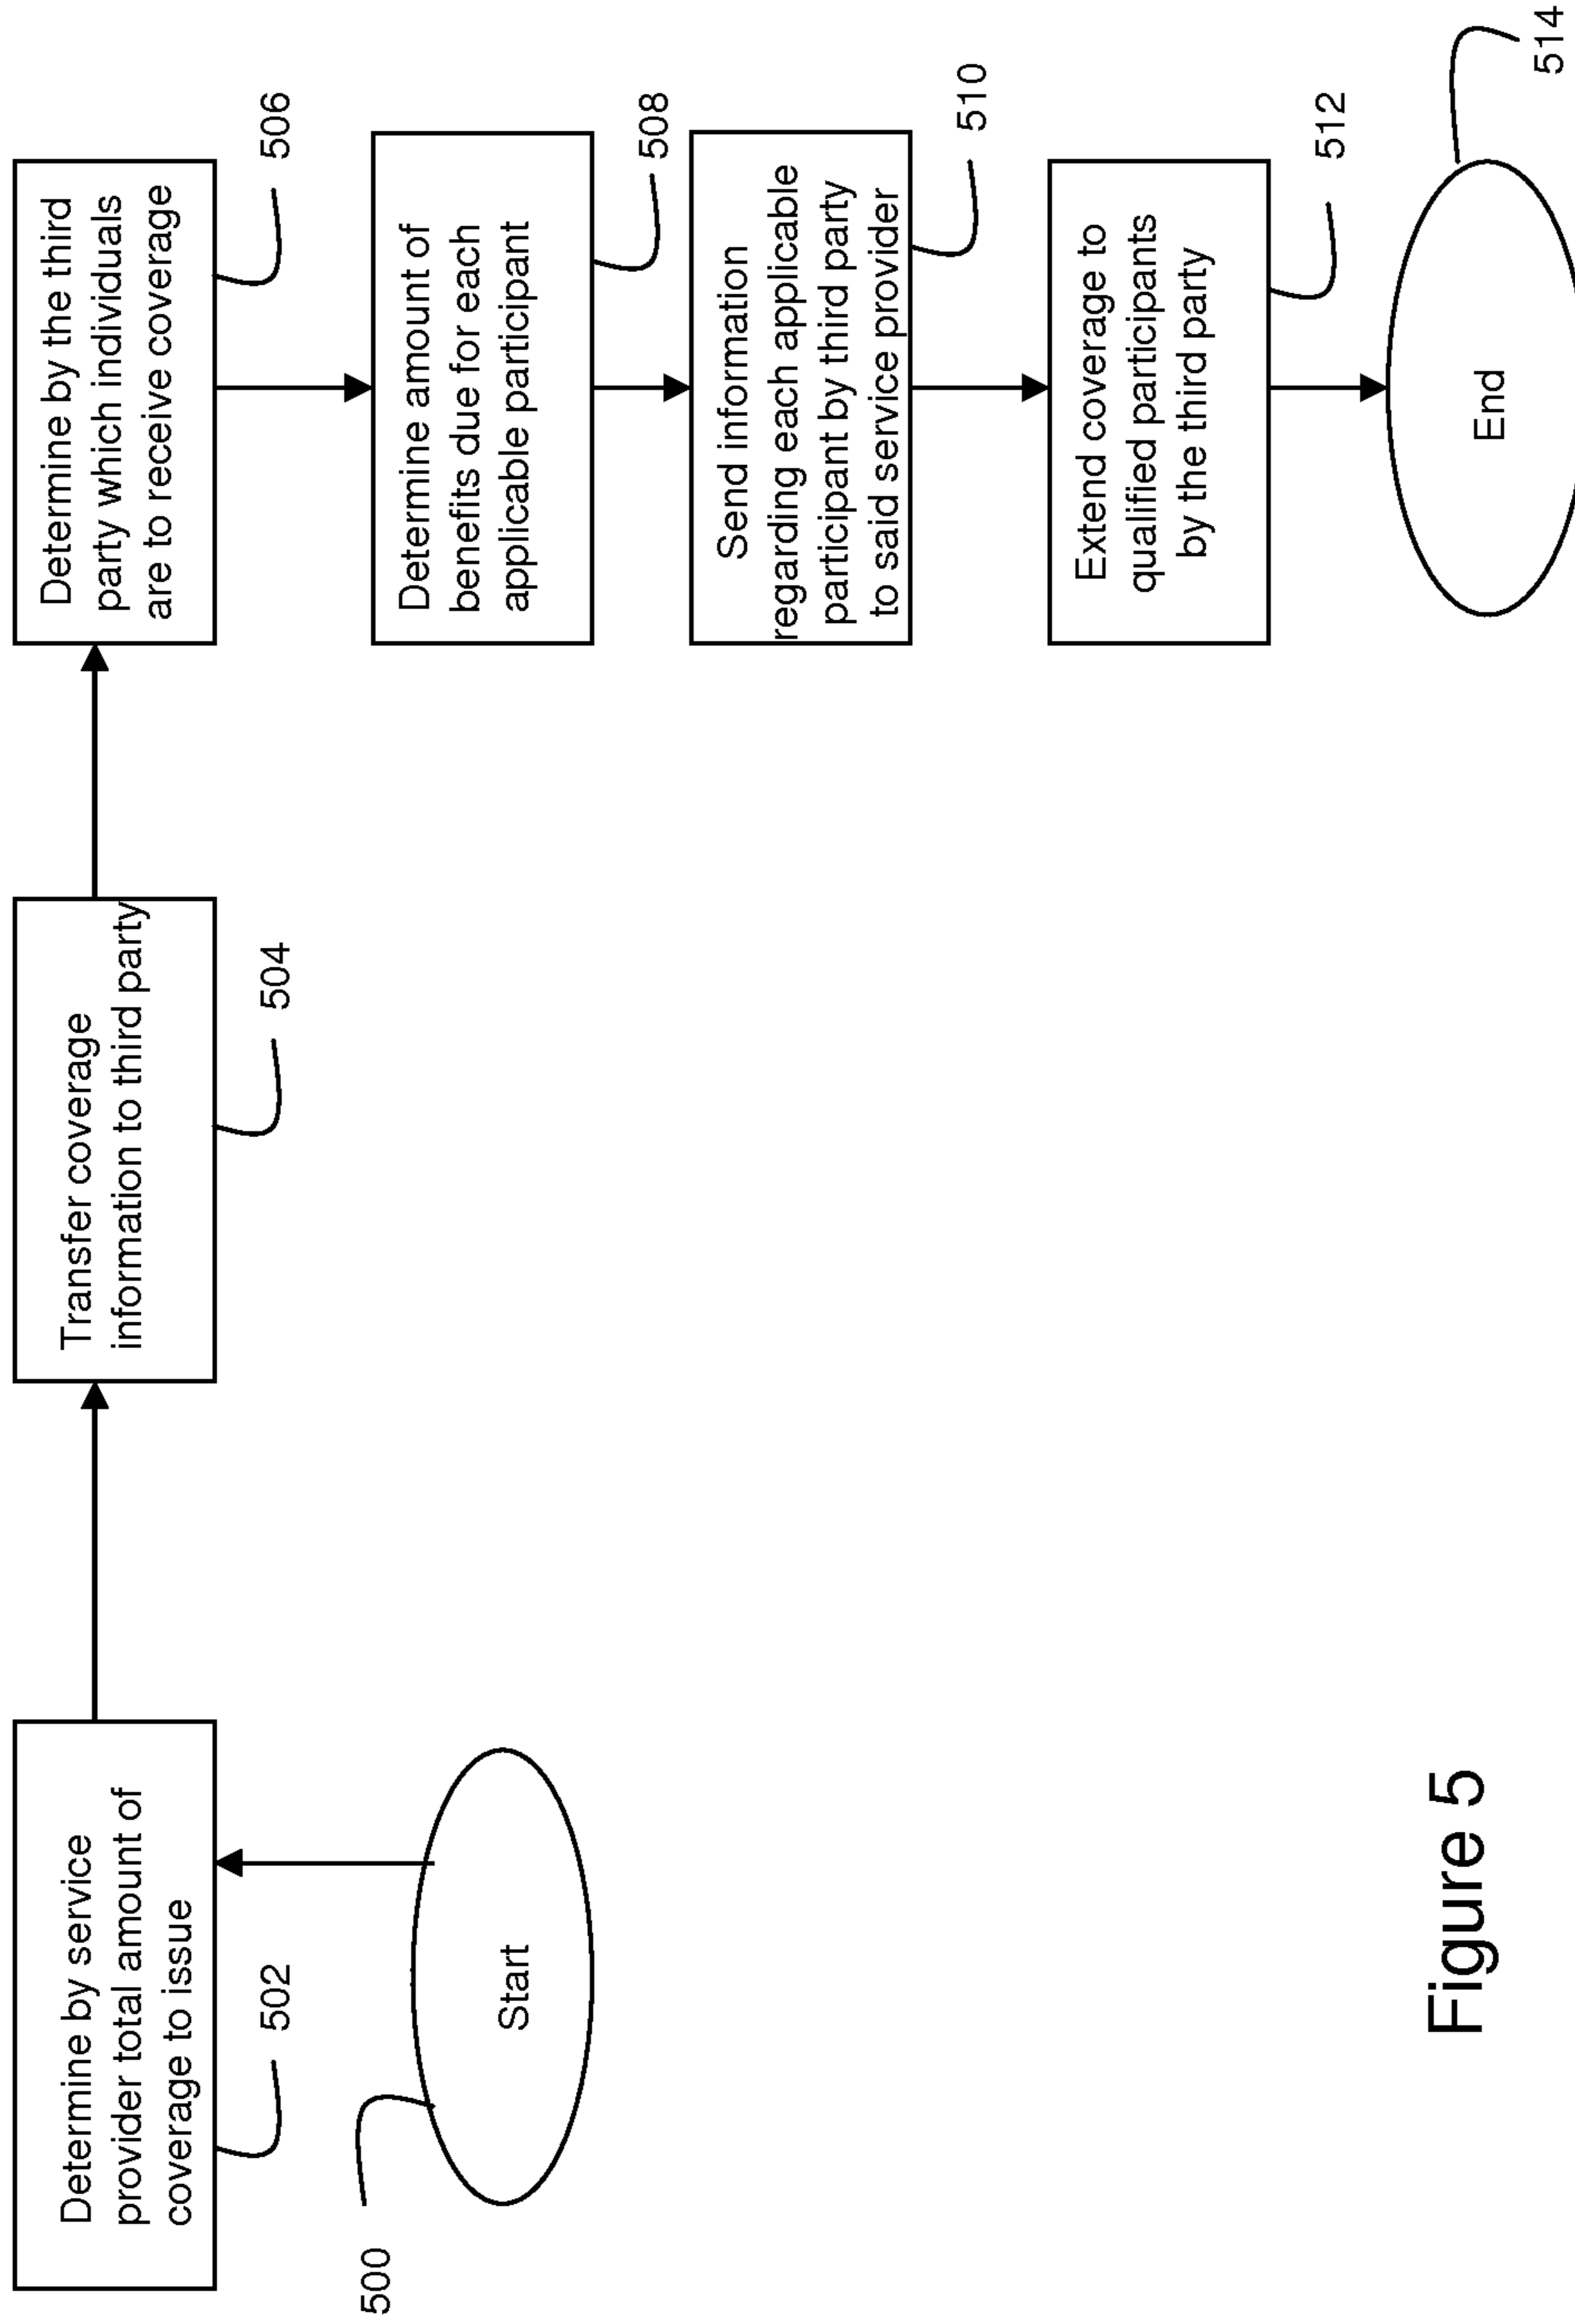 Determine by service
provider total amount of
coverage to issue
502
500
Start
Transfer coverage
information to third party
504
Determine by the third
party which individuals
are to receive coverage
506
Determine amount of
benefits due for each
applicable participant
508
Send information
regarding each applicable
participant by third party
to said service provider
510
Extend coverage to
qualified participants
by the third party
512
End
514
Figure 5